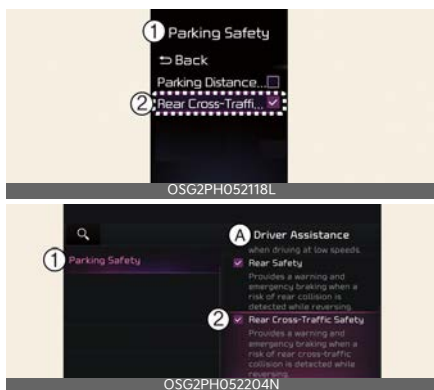 ① Parking Safety
⮌ Back
Parking Distance...
② Rear Cross-Traffi...
OSG2PH052118L
Ⓐ Driver Assistance
when driving at low speeds.
① Parking Safety
Rear Safety
Provides a warning and
emergency braking when a
risk of rear collision is
detected while reversing.
② Rear Cross-Traffic Safety
Provides a warning and
emergency braking when a
risk of rear cross-traffic
collision is detected while
reversing.
OSG2PH052204N